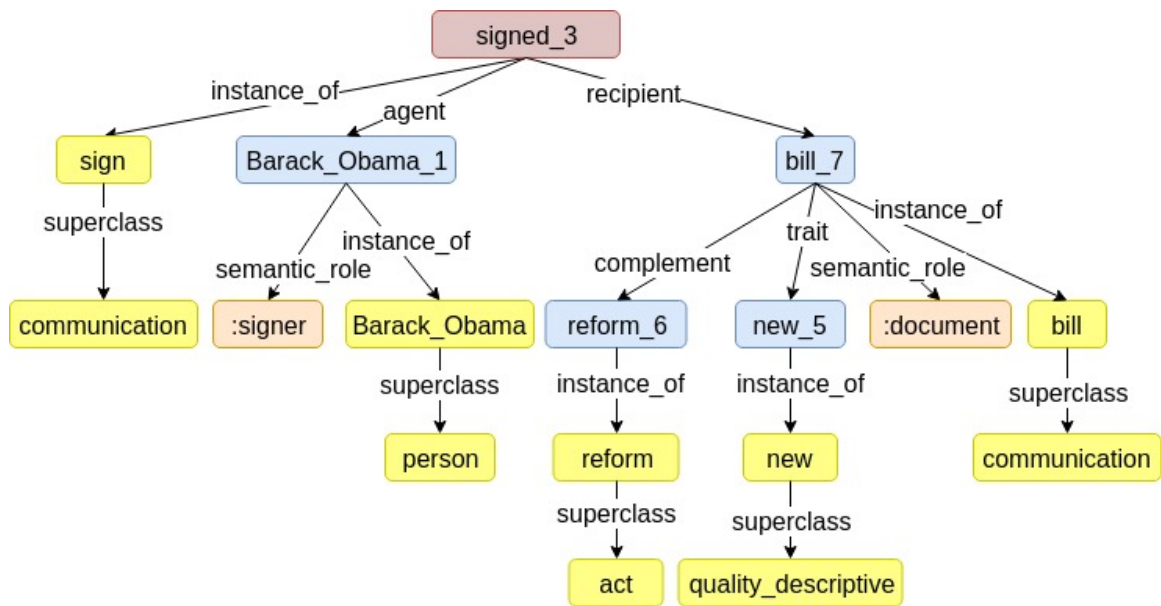 signed_3
instance_of
agent
recipient
sign
Barack_Obama_1
bill_7
superclass
instance_of
semantic_role
complement
trait
semantic_role
instance_of
communication
:signer
Barack_Obama
reform_6
new_5
:document
bill
superclass
instance_of
instance_of
superclass
person
reform
new
communication
superclass
superclass
act
quality_descriptive